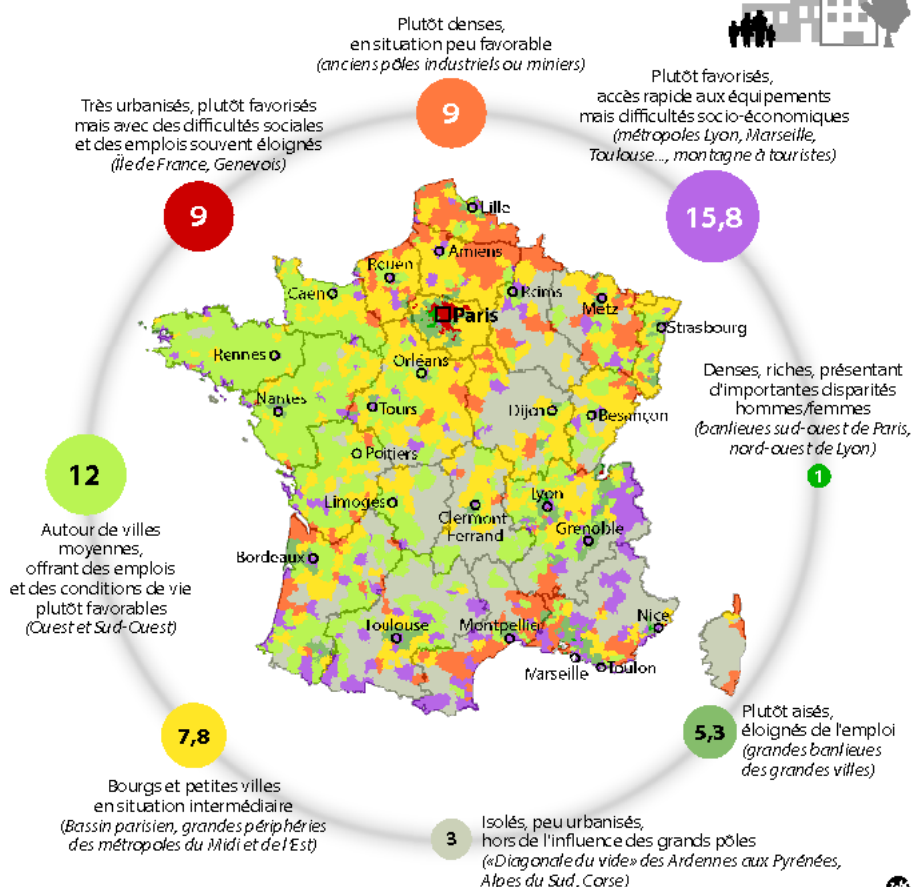 Plutôt denses,
en situation peu favorable
(anciens pôles industriels ou miniers)
9
Plutôt favorisés,
accès rapide aux équipements
mais difficultés socio-économiques
(métropoles Lyon, Marseille,
Toulouse..., montagne à touristes)
15,8
Très urbanisés, plutôt favorisés
mais avec des difficultés sociales
et des emplois souvent éloignés
(Île de France, Genevois)
9
Lille
Amiens
Rouen
Caen
Reims
Metz
Paris
Strasbourg
Rennes
Orléans
Nantes
Tours
Dijon
Besançon
Poitiers
Limoges
Clermont
Ferrand
Lyon
Grenoble
Bordeaux
Toulouse
Montpellier
Nice
Marseille
Toulon
Denses, riches, présentant
d'importantes disparités
hommes/femmes
(banlieues sud-ouest de Paris,
nord-ouest de Lyon)
1
12
Autour de villes
moyennes,
offrant des emplois
et des conditions de vie
plutôt favorables
(Ouest et Sud-Ouest)
7,8
Bourgs et petites villes
en situation intermédiaire
(Bassin parisien, grandes périphéries
des métropoles du Midi et de l'Est)
5,3
Plutôt aisés,
éloignés de l'emploi
(grandes banlieues
des grandes villes)
3
Isolés, peu urbanisés,
hors de l'influence des grands pôles
(«Diagonale du vide» des Ardennes aux Pyrénées,
Alpes du Sud, Corse)